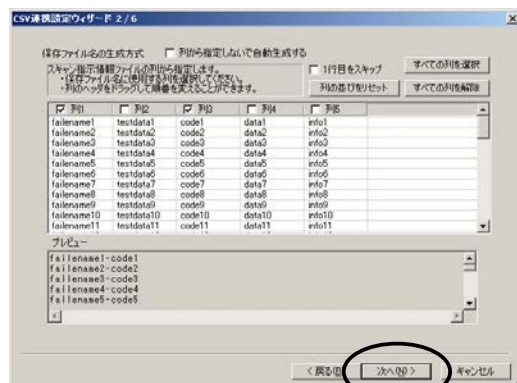 CSV連携設定ウィザード 2/6
保存ファイル名の生成方式 列から指定しないで自動生成する
スキャン指示情報ファイルの列から指定します。
・保存ファイル名に使用する列を選択してください。
・列のヘッダをドラッグして順番を変えることができます。
1行目をスキップ すべての列を選択
列の並びをリセット すべての列を解除
列1 列2 列3 列4 列5
failename1 testdata1 code1 data1 info1
failename2 testdata2 code2 data2 info2
failename3 testdata3 code3 data3 info3
failename4 testdata4 code4 data4 info4
failename5 testdata5 code5 data5 info5
failename6 testdata6 code6 data6 info6
failename7 testdata7 code7 data7 info7
failename8 testdata8 code8 data8 info8
failename9 testdata9 code9 data9 info9
failename10 testdata10 code10 data10 info10
failename11 testdata11 code11 data11 info11
プレビュー
failename1-code1
failename2-code2
failename3-code3
failename4-code4
failename5-code5
< 戻る(B) 次へ(N) > キャンセル